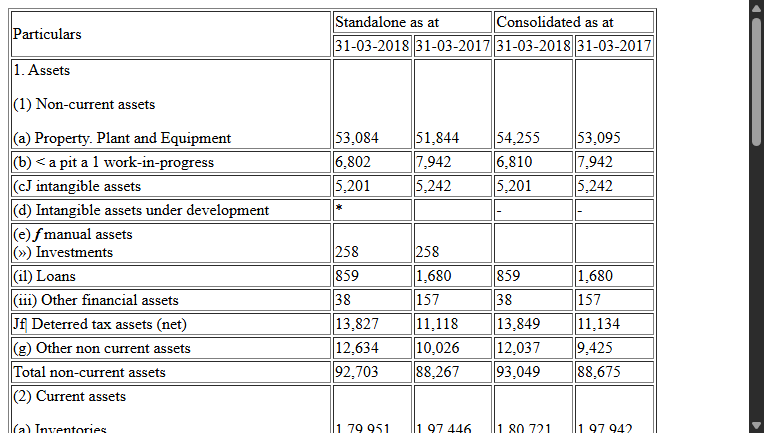 Particulars Standalone as at Consolidated as at
31-03-2018 31-03-2017 31-03-2018 31-03-2017
1. Assets
(1) Non-current assets
(a) Property. Plant and Equipment 53,084 51,844 54,255 53,095
(b) < a pit a 1 work-in-progress 6,802 7,942 6,810 7,942
(cJ intangible assets 5,201 5,242 5,201 5,242
(d) Intangible assets under development * - -
(e) f manual assets
(») Investments 258 258
(il) Loans 859 1,680 859 1,680
(iii) Other financial assets 38 157 38 157
Jf| Deterred tax assets (net) 13,827 11,118 13,849 11,134
(g) Other non current assets 12,634 10,026 12,037 9,425
Total non-current assets 92,703 88,267 93,049 88,675
(2) Current assets
(a) Inventories 1,79,951 1,97,446 1,80,721 1,97,942